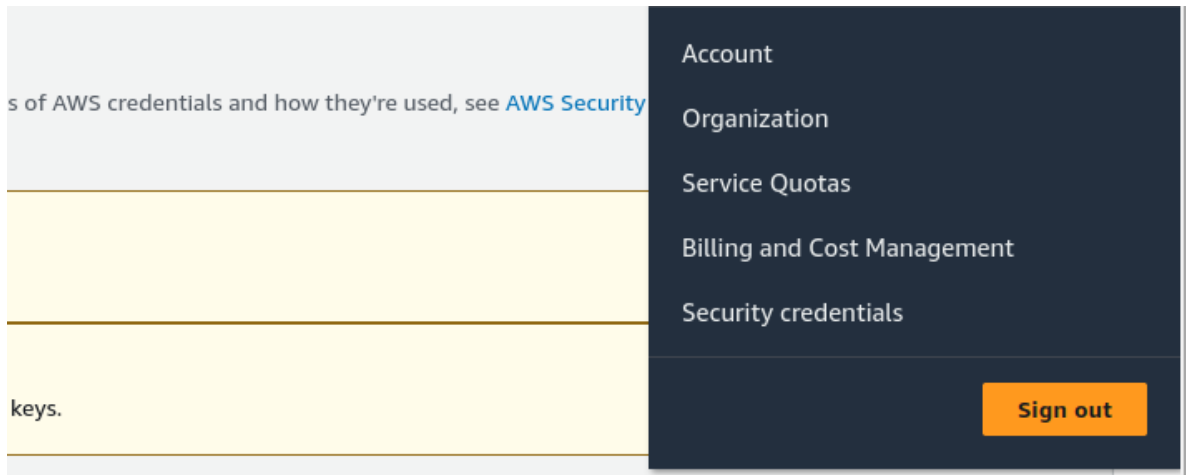 Account
s of AWS credentials and how they're used, see AWS Security
Organization
Service Quotas
Billing and Cost Management
Security credentials
keys.
Sign out